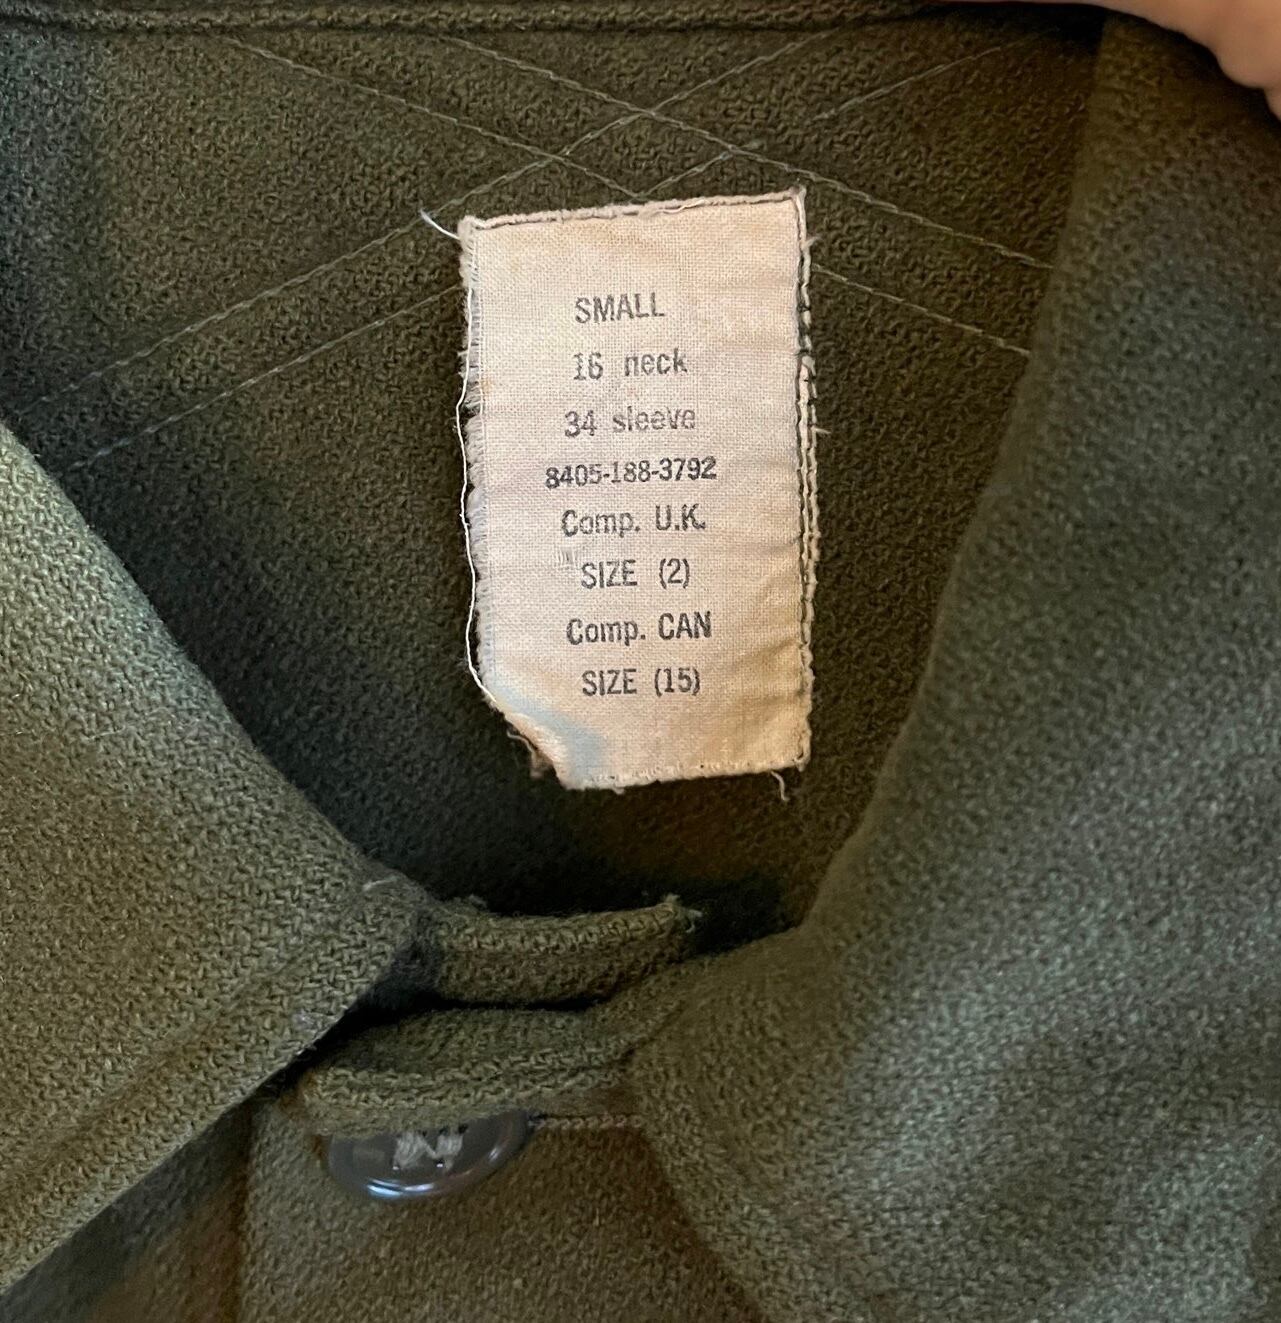 SMALL
16 neck
34 sleeve
8405-188-3792
Comp. U.K.
SIZE (2)
Comp. CAN
SIZE (15)